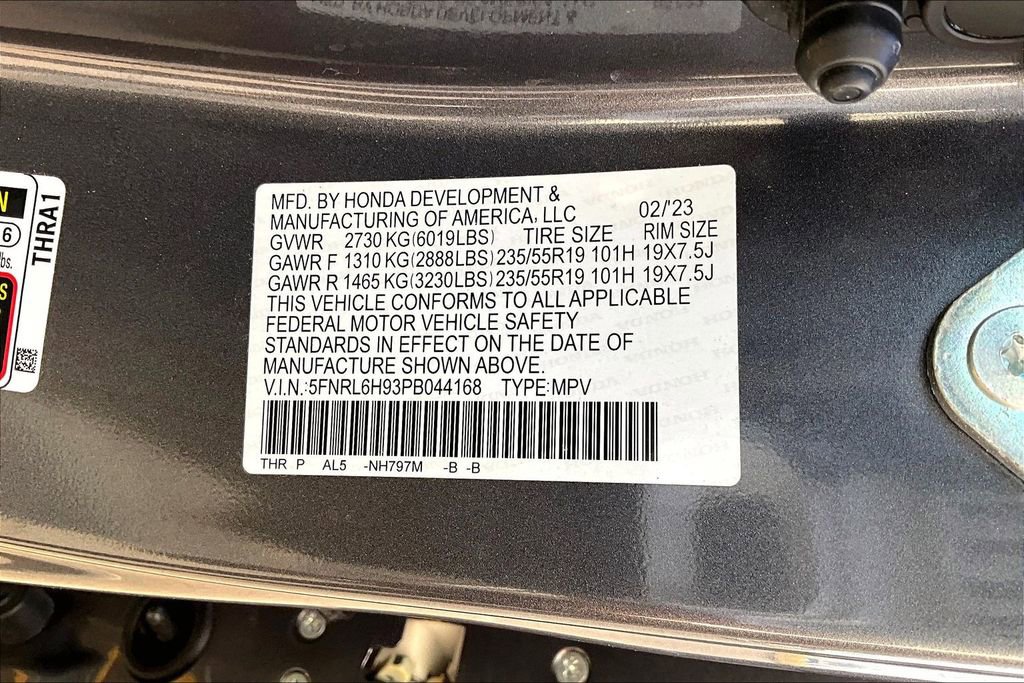 MFD. BY HONDA DEVELOPMENT &
MANUFACTURING OF AMERICA, LLC 02/'23
GVWR 2730 KG(6019LBS) TIRE SIZE RIM SIZE
GAWR F 1310 KG(2888LBS) 235/55R19 101H 19X7.5J
GAWR R 1465 KG(3230LBS) 235/55R19 101H 19X7.5J
THIS VEHICLE CONFORMS TO ALL APPLICABLE
FEDERAL MOTOR VEHICLE SAFETY
STANDARDS IN EFFECT ON THE DATE OF
MANUFACTURE SHOWN ABOVE.
V.I.N.:5FNRL6H93PB044168 TYPE:MPV
THR P AL5 -NH797M -B -B
THRA1
N
6
lbs.